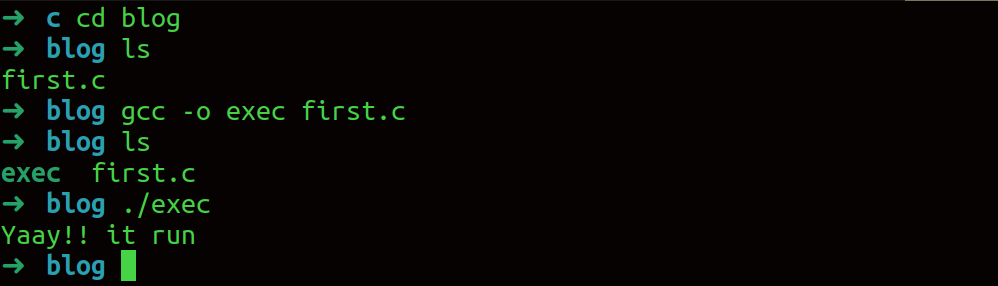 ➜ c cd blog
➜ blog ls
first.c
➜ blog gcc -o exec first.c
➜ blog ls
exec  first.c
➜ blog ./exec
Yaay!! it run
➜ blog